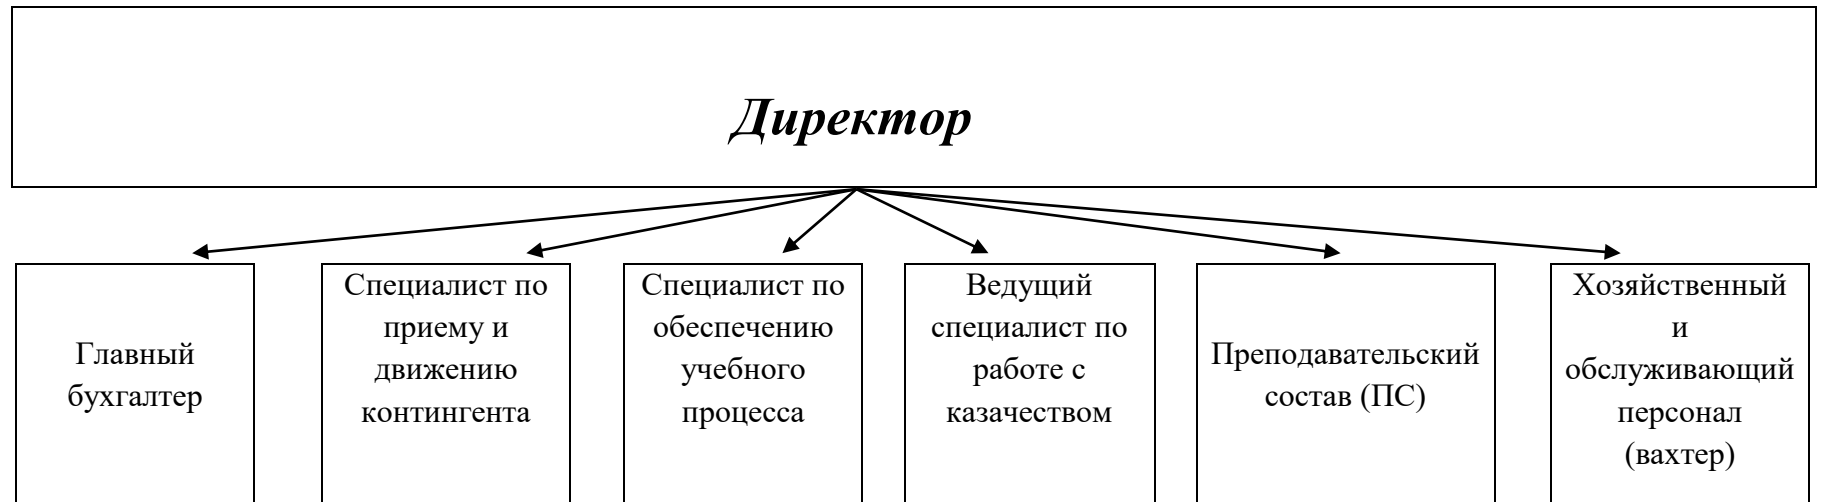 Директор
Главный
бухгалтер
Специалист по
приему и
движению
контингента
Специалист по
обеспечению
учебного
процесса
Ведущий
специалист по
работе с
казачеством
Преподавательский
состав (ПС)
Хозяйственный
и
обслуживающий
персонал
(вахтер)